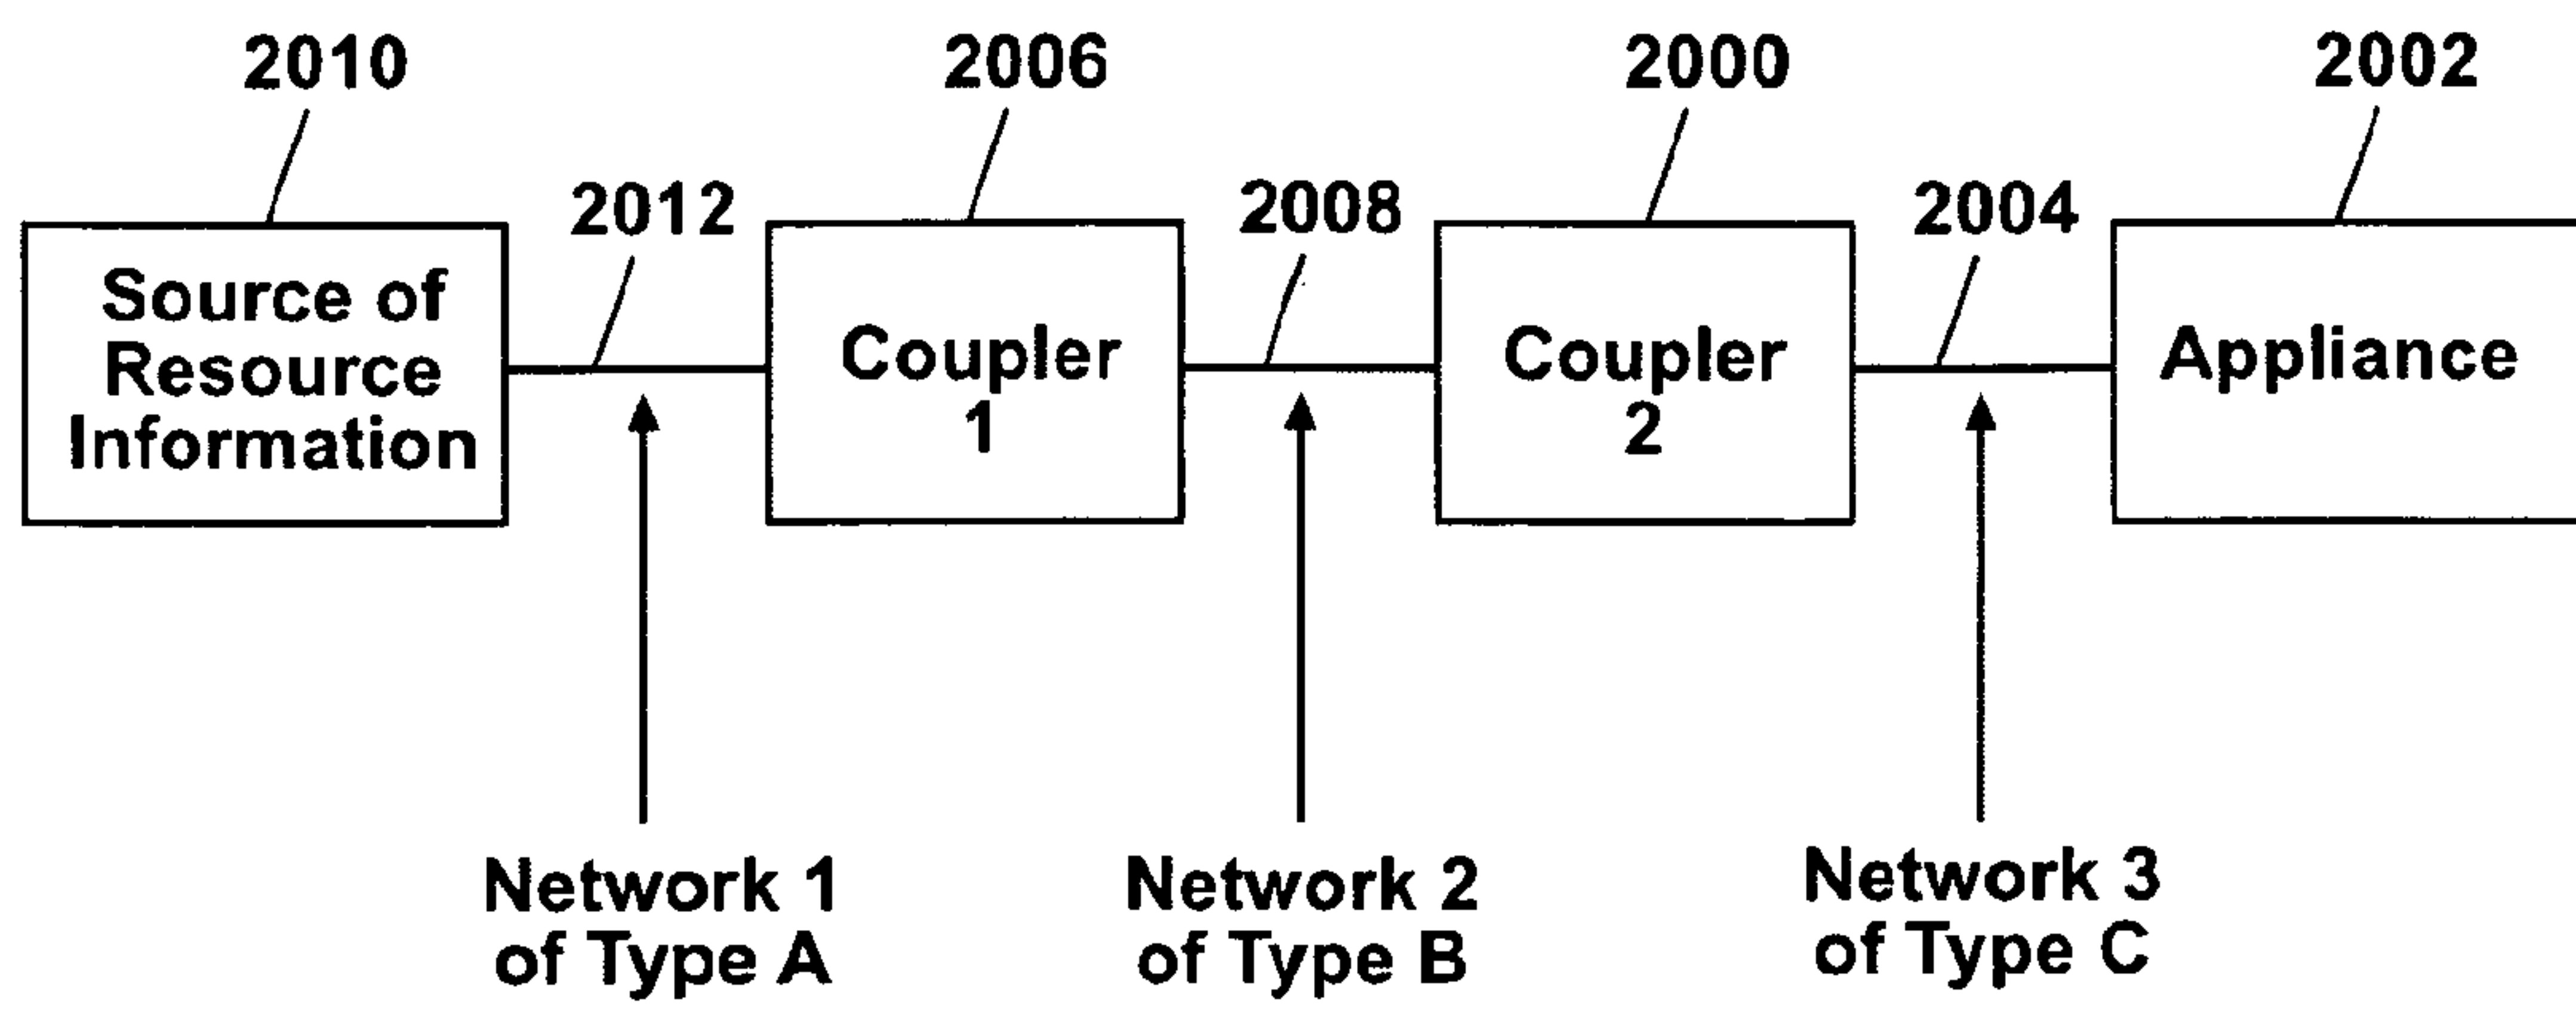 2010
2006
2000
2002
2012
2008
2004
Source of
Resource
Information
Coupler
1
Coupler
2
Appliance
Network 1
of Type A
Network 2
of Type B
Network 3
of Type C